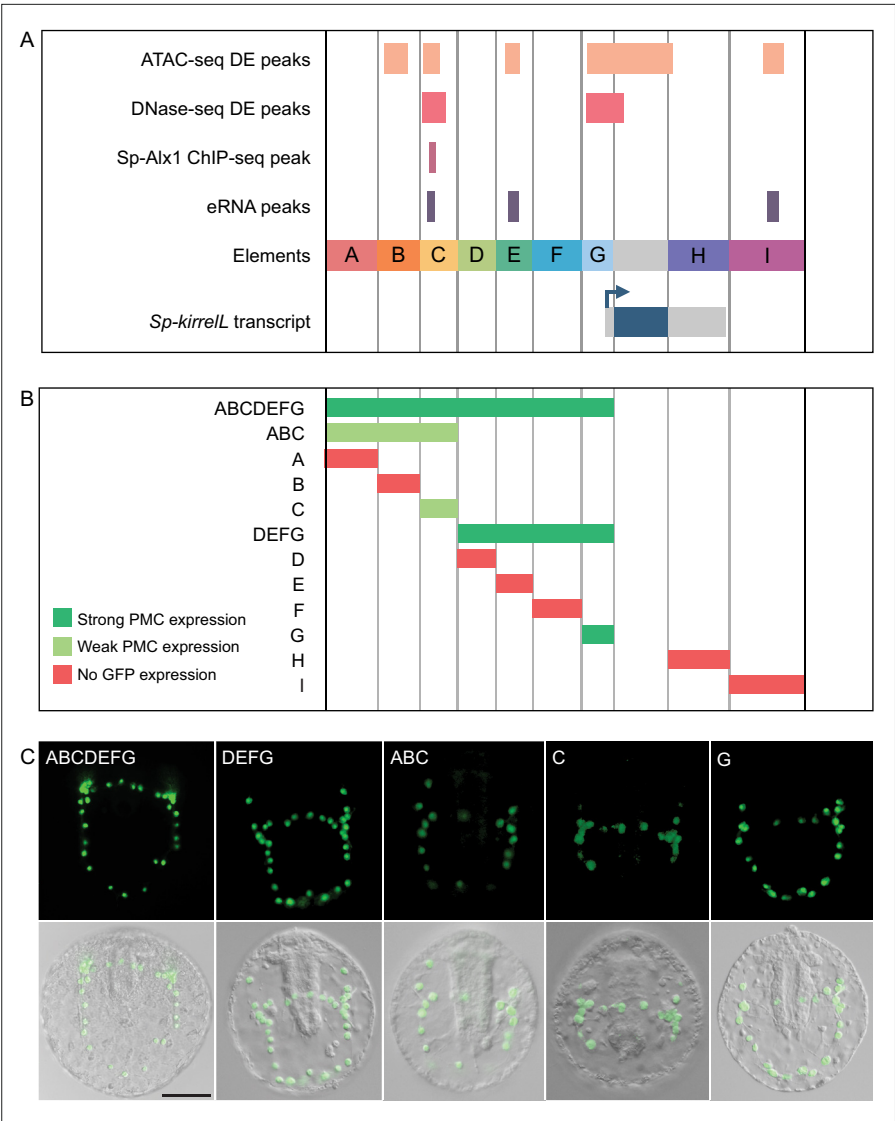 A
ATAC-seq DE peaks
DNase-seq DE peaks
Sp-Alx1 ChIP-seq peak
eRNA peaks
Elements A B C D E F G H I
Sp-kirrelL transcript
B
ABCDEFG
ABC
A
B
C
DEFG
D
E
F
G
H
I
Strong PMC expression
Weak PMC expression
No GFP expression
C ABCDEFG DEFG ABC C G